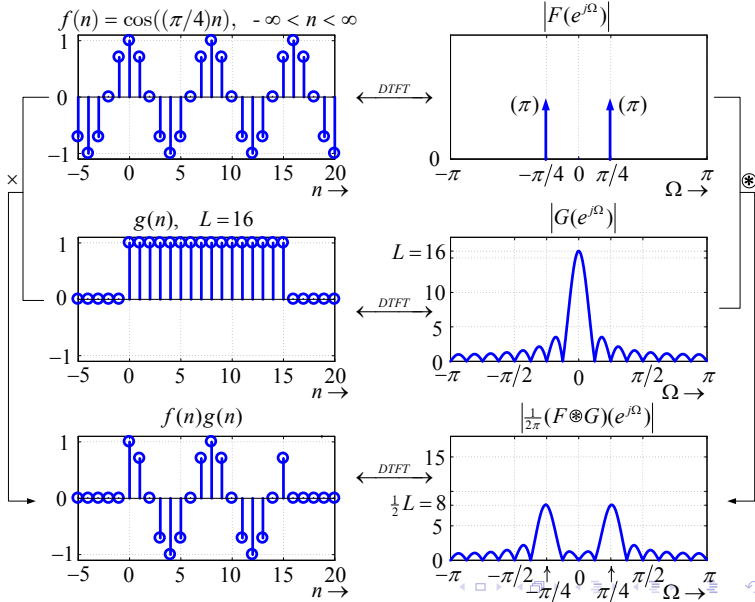 f(n) = cos((π/4)n), -∞ < n < ∞
|F(e^{jΩ})|
1
0
−1
−5 0 5 10 15 20
n →
×
DTFT
(π) (π)
0
−π −π/4 0 π/4 π
Ω →
⊛
g(n), L = 16
|G(e^{jΩ})|
1
0
−1
−5 0 5 10 15 20
n →
DTFT
L = 16
10
5
0
−π −π/2 0 π/2 π
Ω →
f(n)g(n)
|1/2π (F⊛G)(e^{jΩ})|
1
0
−1
−5 0 5 10 15 20
n →
DTFT
15
½L = 8
5
0
−π −π/2 ↑ 0 ↑ π/2 π
−π/4 π/4 Ω →